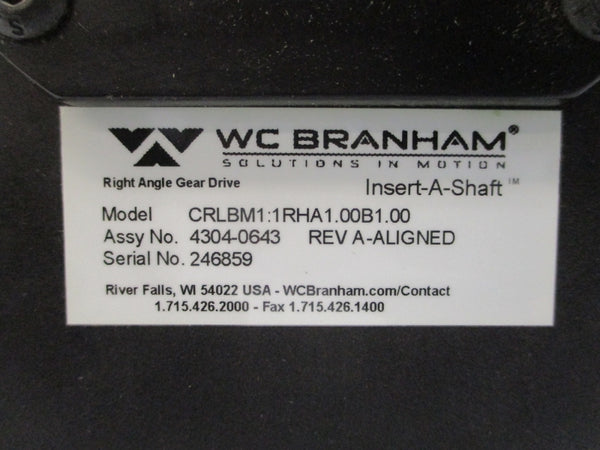 WC BRANHAM®
SOLUTIONS IN MOTION
Right Angle Gear Drive Insert-A-Shaft™
Model CRLBM1:1RHA1.00B1.00
Assy No. 4304-0643 REV A-ALIGNED
Serial No. 246859
River Falls, WI 54022 USA - WCBranham.com/Contact
1.715.426.2000 - Fax 1.715.426.1400